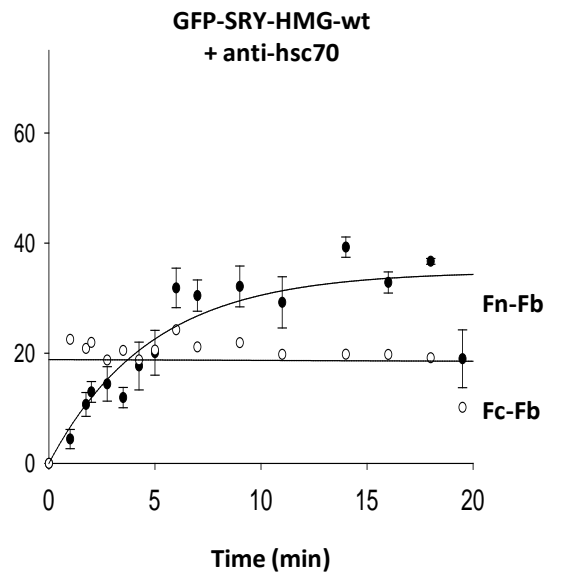 GFP-SRY-HMG-wt
+ anti-hsc70
60
40
20
0
Fn-Fb
Fc-Fb
0 5 10 15 20
Time (min)